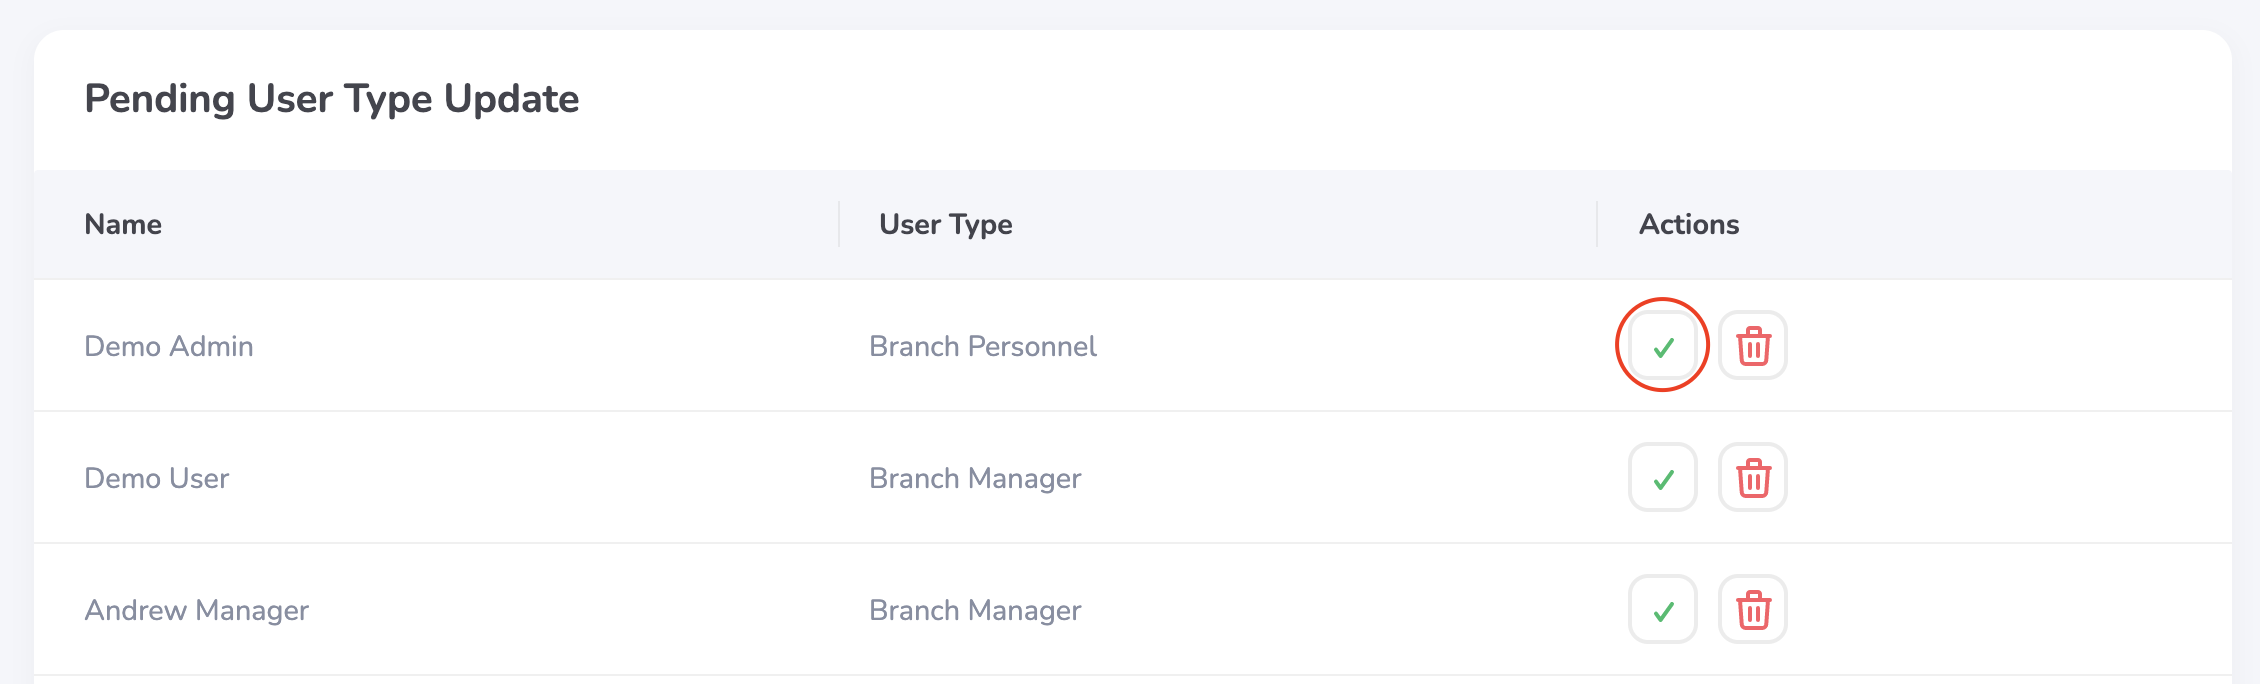 Pending User Type Update
Name User Type Actions
Demo Admin Branch Personnel
Demo User Branch Manager
Andrew Manager Branch Manager